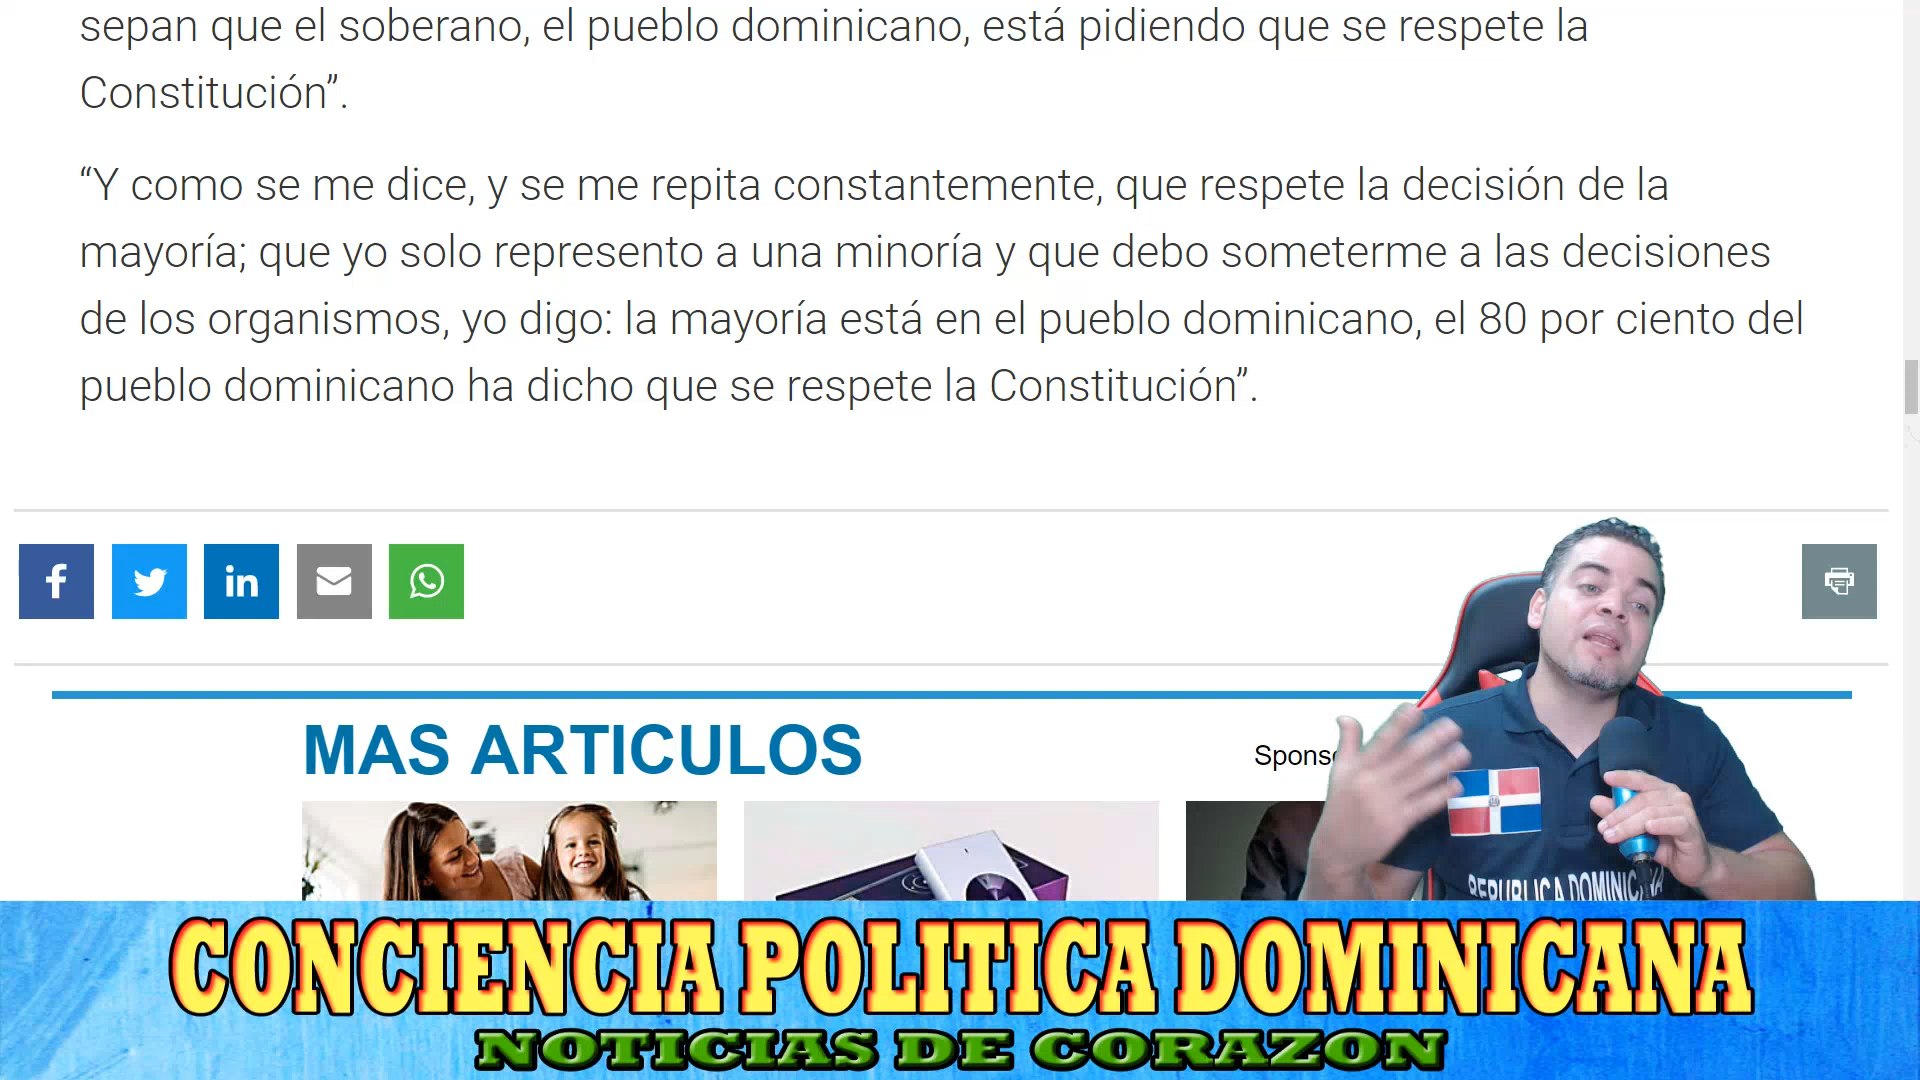 sepan que el soberano, el pueblo dominicano, está pidiendo que se respete la
Constitución”.
“Y como se me dice, y se me repita constantemente, que respete la decisión de la
mayoría; que yo solo represento a una minoría y que debo someterme a las decisiones
de los organismos, yo digo: la mayoría está en el pueblo dominicano, el 80 por ciento del
pueblo dominicano ha dicho que se respete la Constitución”.
MAS ARTICULOS
CONCIENCIA POLITICA DOMINICANA
NOTICIAS DE CORAZON